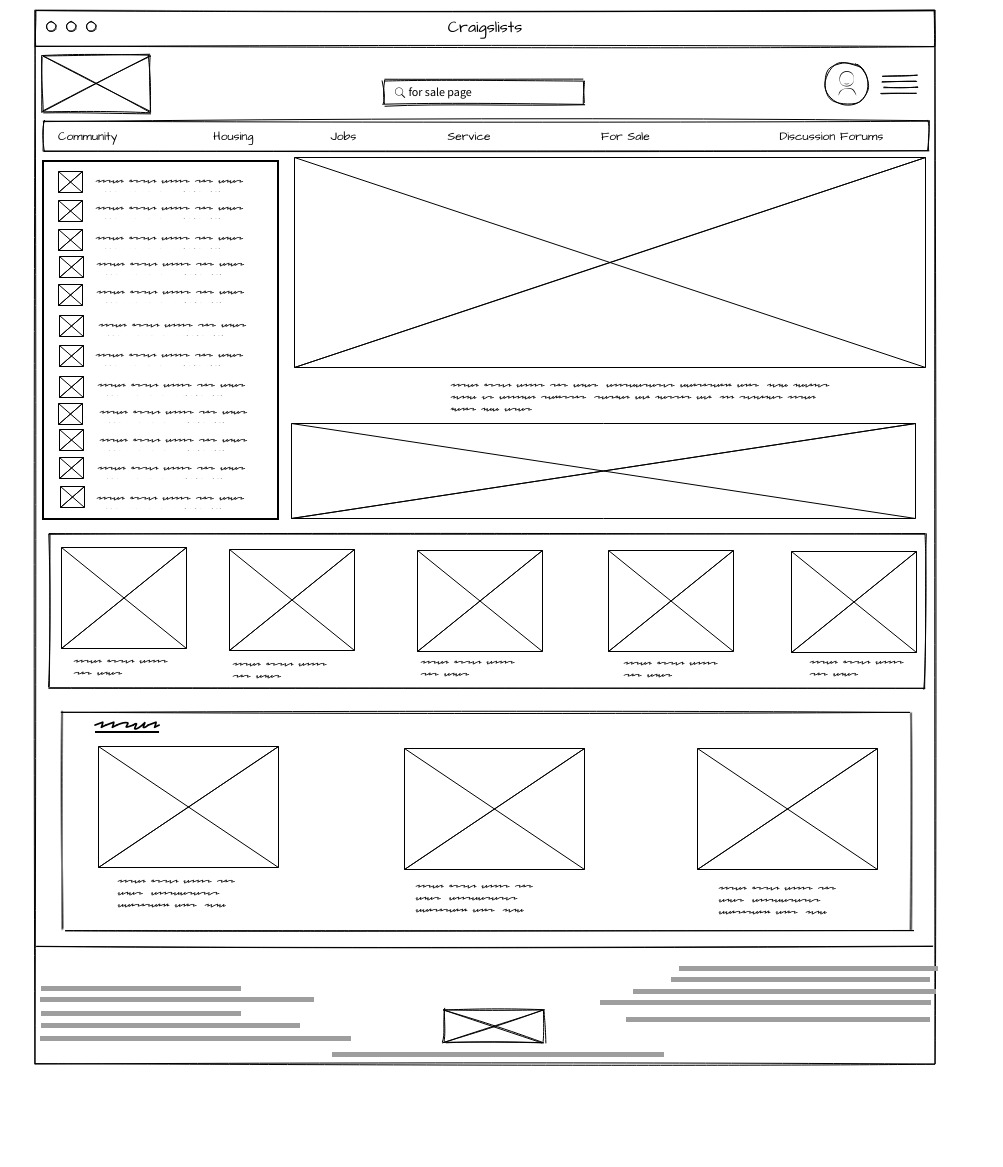 Craigslists
for sale page
Community Housing Jobs Service For Sale Discussion Forums